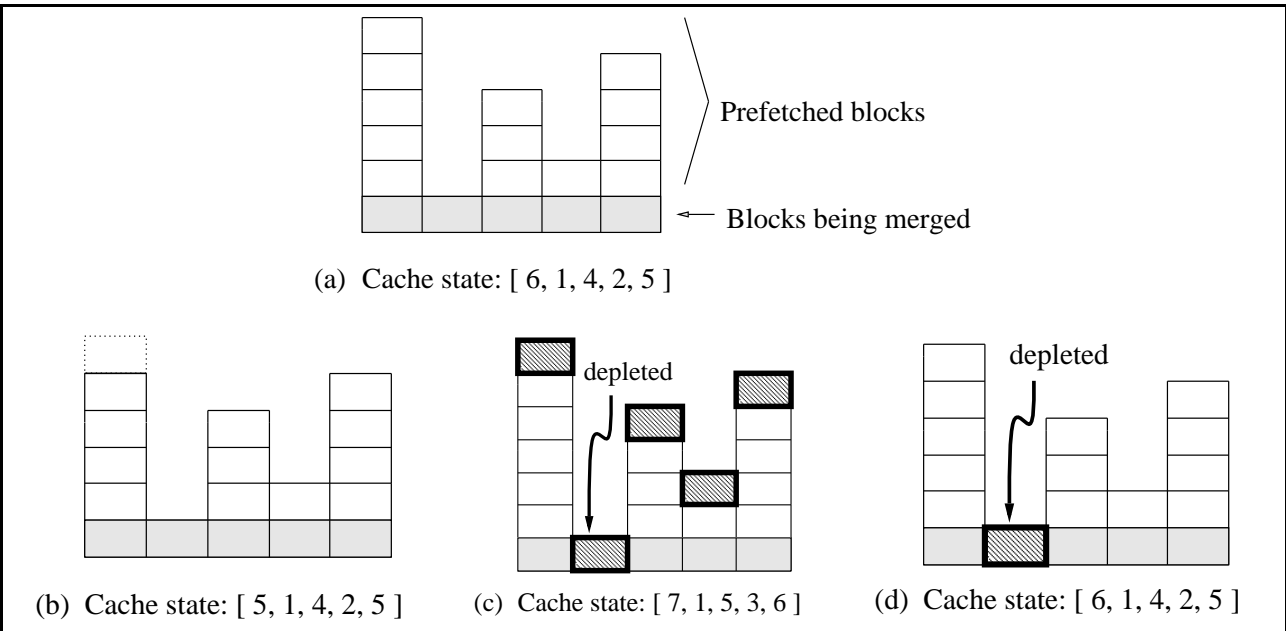 Prefetched blocks
Blocks being merged
(a) Cache state: [ 6, 1, 4, 2, 5 ]
depleted
depleted
(b) Cache state: [ 5, 1, 4, 2, 5 ]
(c) Cache state: [ 7, 1, 5, 3, 6 ]
(d) Cache state: [ 6, 1, 4, 2, 5 ]